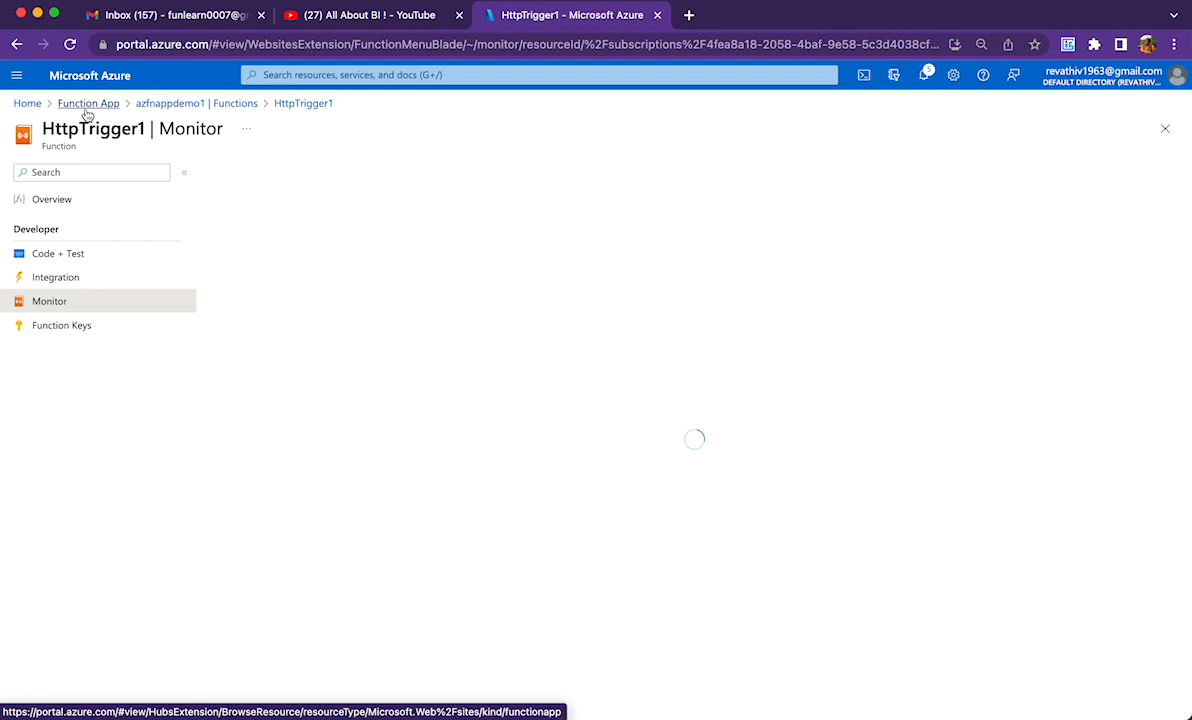 Inbox (157) - funlearn0007@gr
(27) All About BI ! - YouTube
HttpTrigger1 - Microsoft Azure
portal.azure.com/#view/WebsitesExtension/FunctionMenuBlade/~/monitor/resourceId/%2Fsubscriptions%2F4fea8a18-2058-4baf-9e58-5c3d4038cf...
Microsoft Azure
Search resources, services, and docs (G+/)
5
revathiv1963@gmail.com
DEFAULT DIRECTORY (REVATHIV...
Home > Function App > azfnappdemo1 | Functions > HttpTrigger1
HttpTrigger1 | Monitor ...
Function
Search
Overview
Developer
Code + Test
Integration
Monitor
Function Keys
https://portal.azure.com/#view/HubsExtension/BrowseResource/resourceType/Microsoft.Web%2Fsites/kind/functionapp